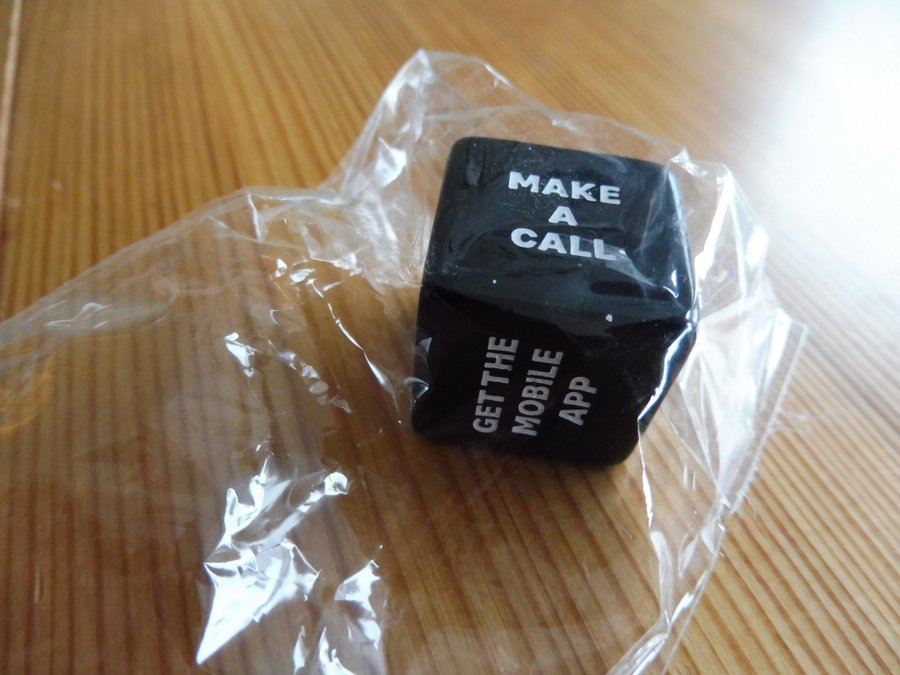 MAKE
A
CALL
GET THE
MOBILE
APP